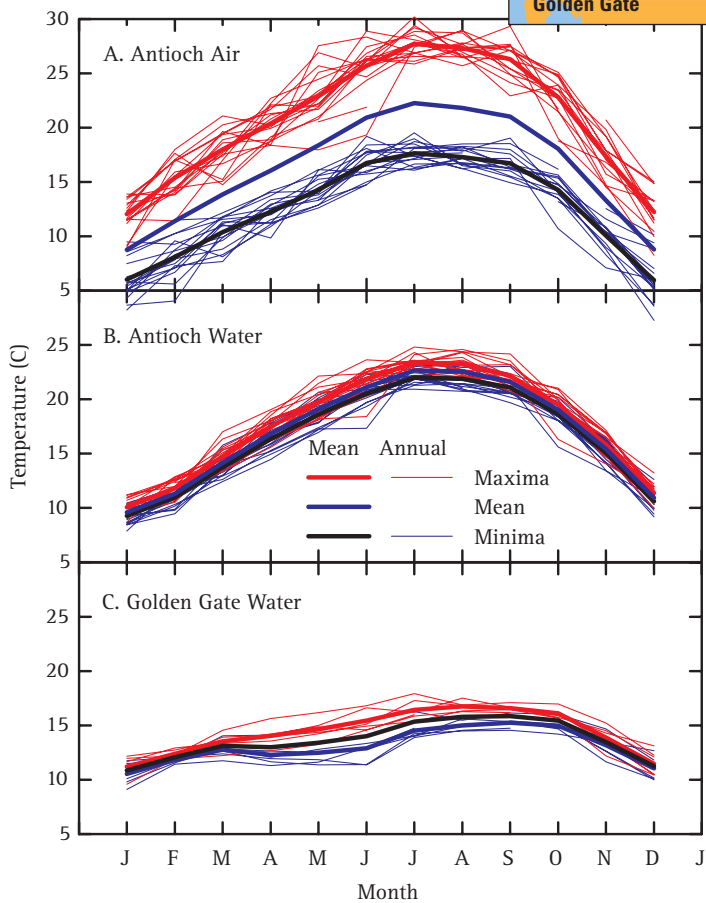 Golden Gate
30
A. Antioch Air
25
20
15
10
5
B. Antioch Water
25
20
15
10
5
Temperature (C)
Mean Annual
Maxima
Mean
Minima
C. Golden Gate Water
25
20
15
10
5
J F M A M J J A S O N D J
Month